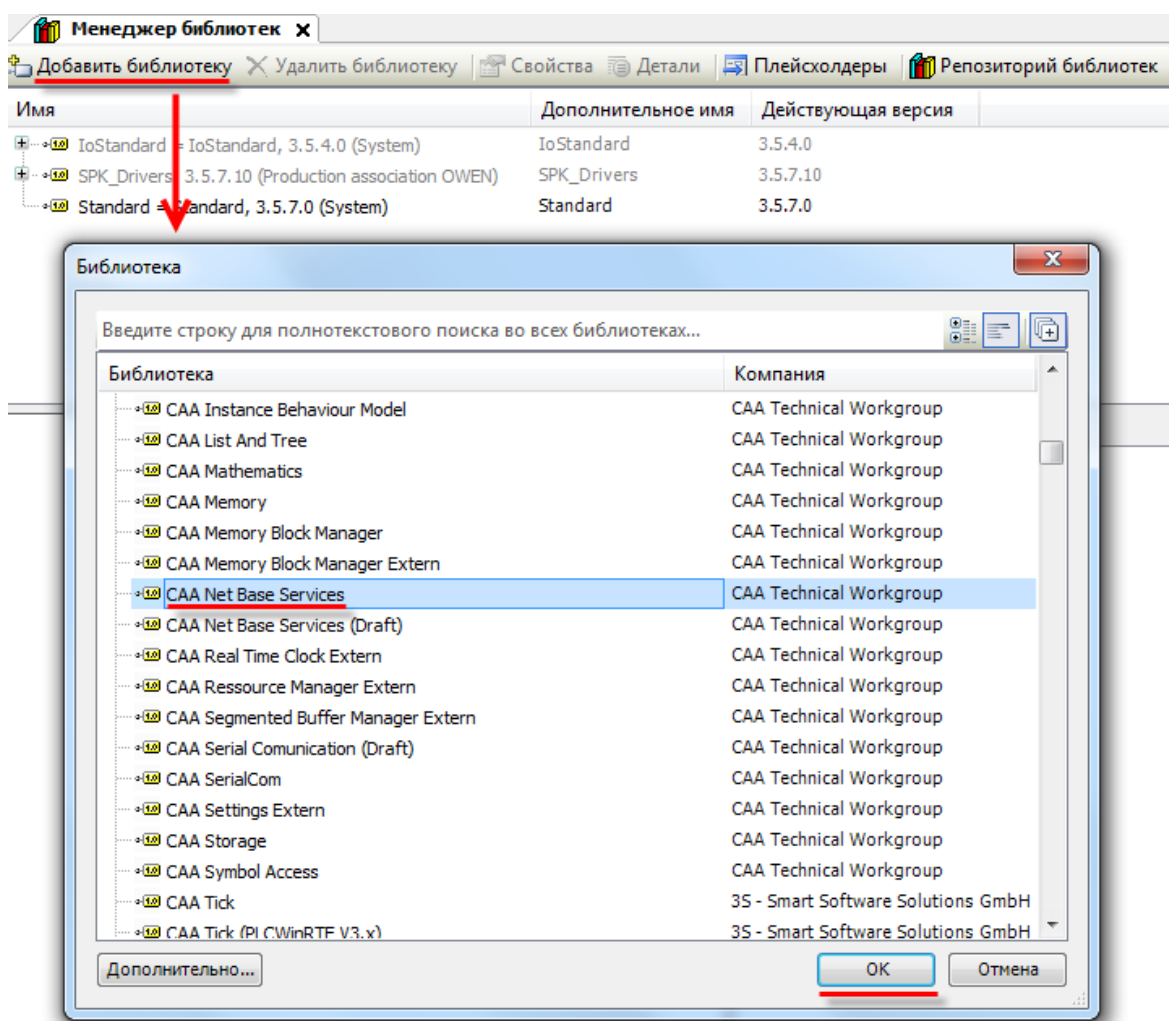 Менеджер библиотек
Добавить библиотеку Удалить библиотеку Свойства Детали Плейсхолдеры Репозиторий библиотек
Имя Дополнительное имя Действующая версия
IoStandard = IoStandard, 3.5.4.0 (System) IoStandard 3.5.4.0
SPK_Drivers, 3.5.7.10 (Production association OWEN) SPK_Drivers 3.5.7.10
Standard = Standard, 3.5.7.0 (System) Standard 3.5.7.0
Библиотека
Введите строку для полнотекстового поиска во всех библиотеках...
Библиотека Компания
CAA Instance Behaviour Model CAA Technical Workgroup
CAA List And Tree CAA Technical Workgroup
CAA Mathematics CAA Technical Workgroup
CAA Memory CAA Technical Workgroup
CAA Memory Block Manager CAA Technical Workgroup
CAA Memory Block Manager Extern CAA Technical Workgroup
CAA Net Base Services CAA Technical Workgroup
CAA Net Base Services (Draft) CAA Technical Workgroup
CAA Real Time Clock Extern CAA Technical Workgroup
CAA Ressource Manager Extern CAA Technical Workgroup
CAA Segmented Buffer Manager Extern CAA Technical Workgroup
CAA Serial Comunication (Draft) CAA Technical Workgroup
CAA SerialCom CAA Technical Workgroup
CAA Settings Extern CAA Technical Workgroup
CAA Storage CAA Technical Workgroup
CAA Symbol Access CAA Technical Workgroup
CAA Tick 3S - Smart Software Solutions GmbH
CAA Tick (PLCWinRTE V3.x) 3S - Smart Software Solutions GmbH
Дополнительно... OK Отмена